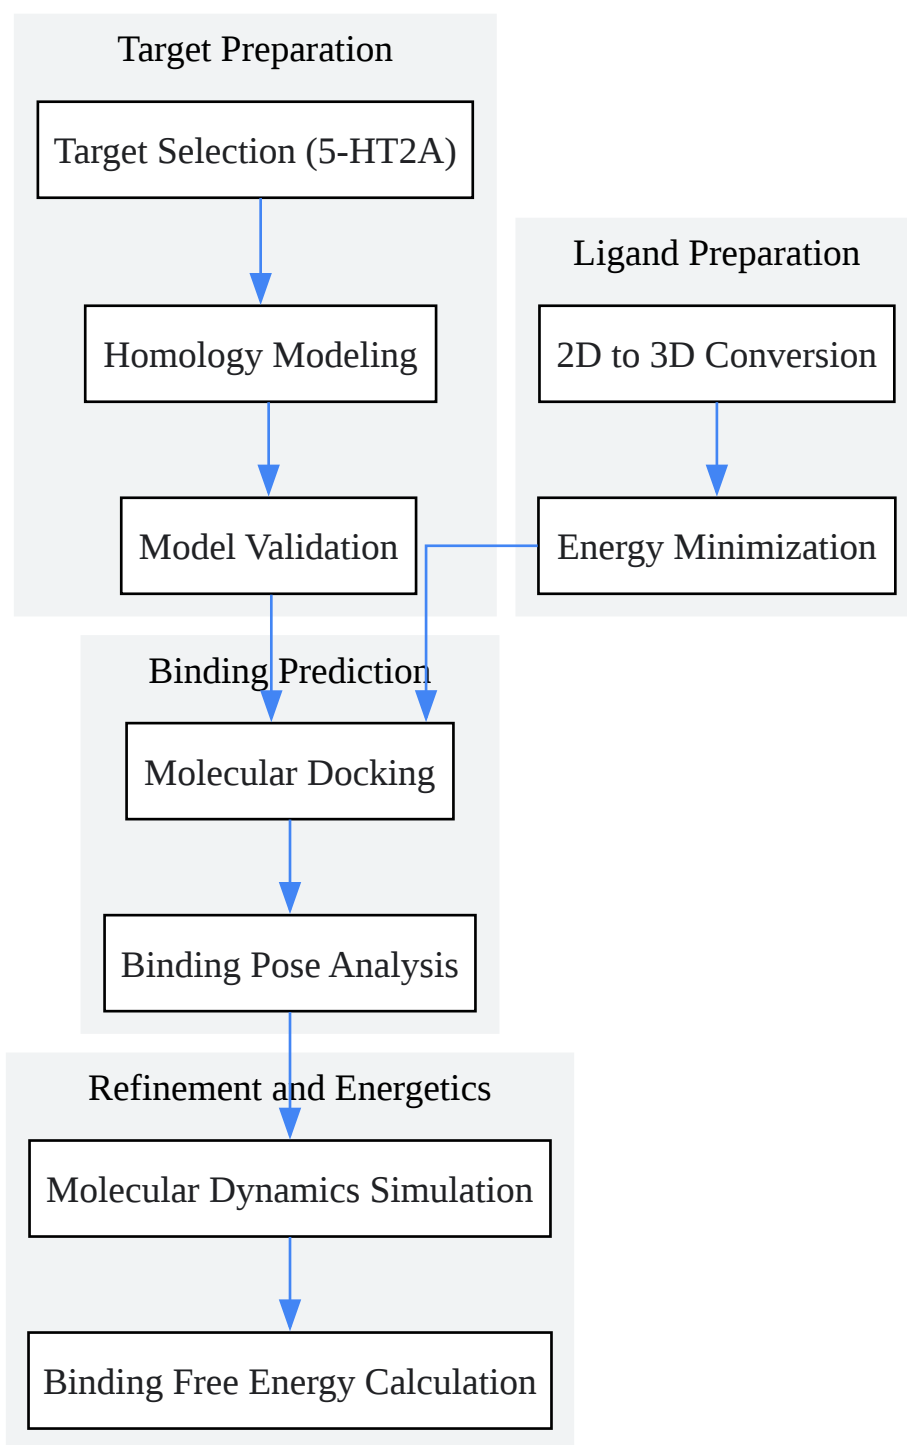 Target Preparation
Target Selection (5-HT2A)
Homology Modeling
Model Validation
Ligand Preparation
2D to 3D Conversion
Energy Minimization
Binding Prediction
Molecular Docking
Binding Pose Analysis
Refinement and Energetics
Molecular Dynamics Simulation
Binding Free Energy Calculation